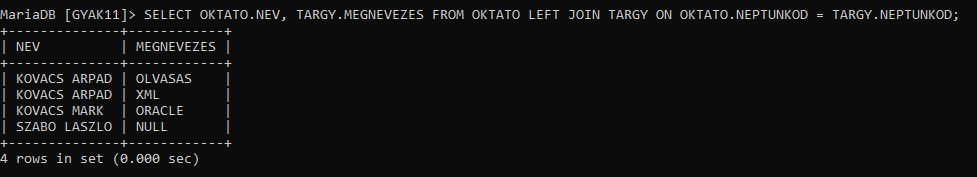 MariaDB [GYAK11]> SELECT OKTATO.NEV, TARGY.MEGNEVEZES FROM OKTATO LEFT JOIN TARGY ON OKTATO.NEPTUNKOD = TARGY.NEPTUNKOD;
+--------------+------------+
| NEV          | MEGNEVEZES |
+--------------+------------+
| KOVACS ARPAD | OLVASAS    |
| KOVACS ARPAD | XML        |
| KOVACS MARK  | ORACLE     |
| SZABO LASZLO | NULL       |
+--------------+------------+
4 rows in set (0.000 sec)